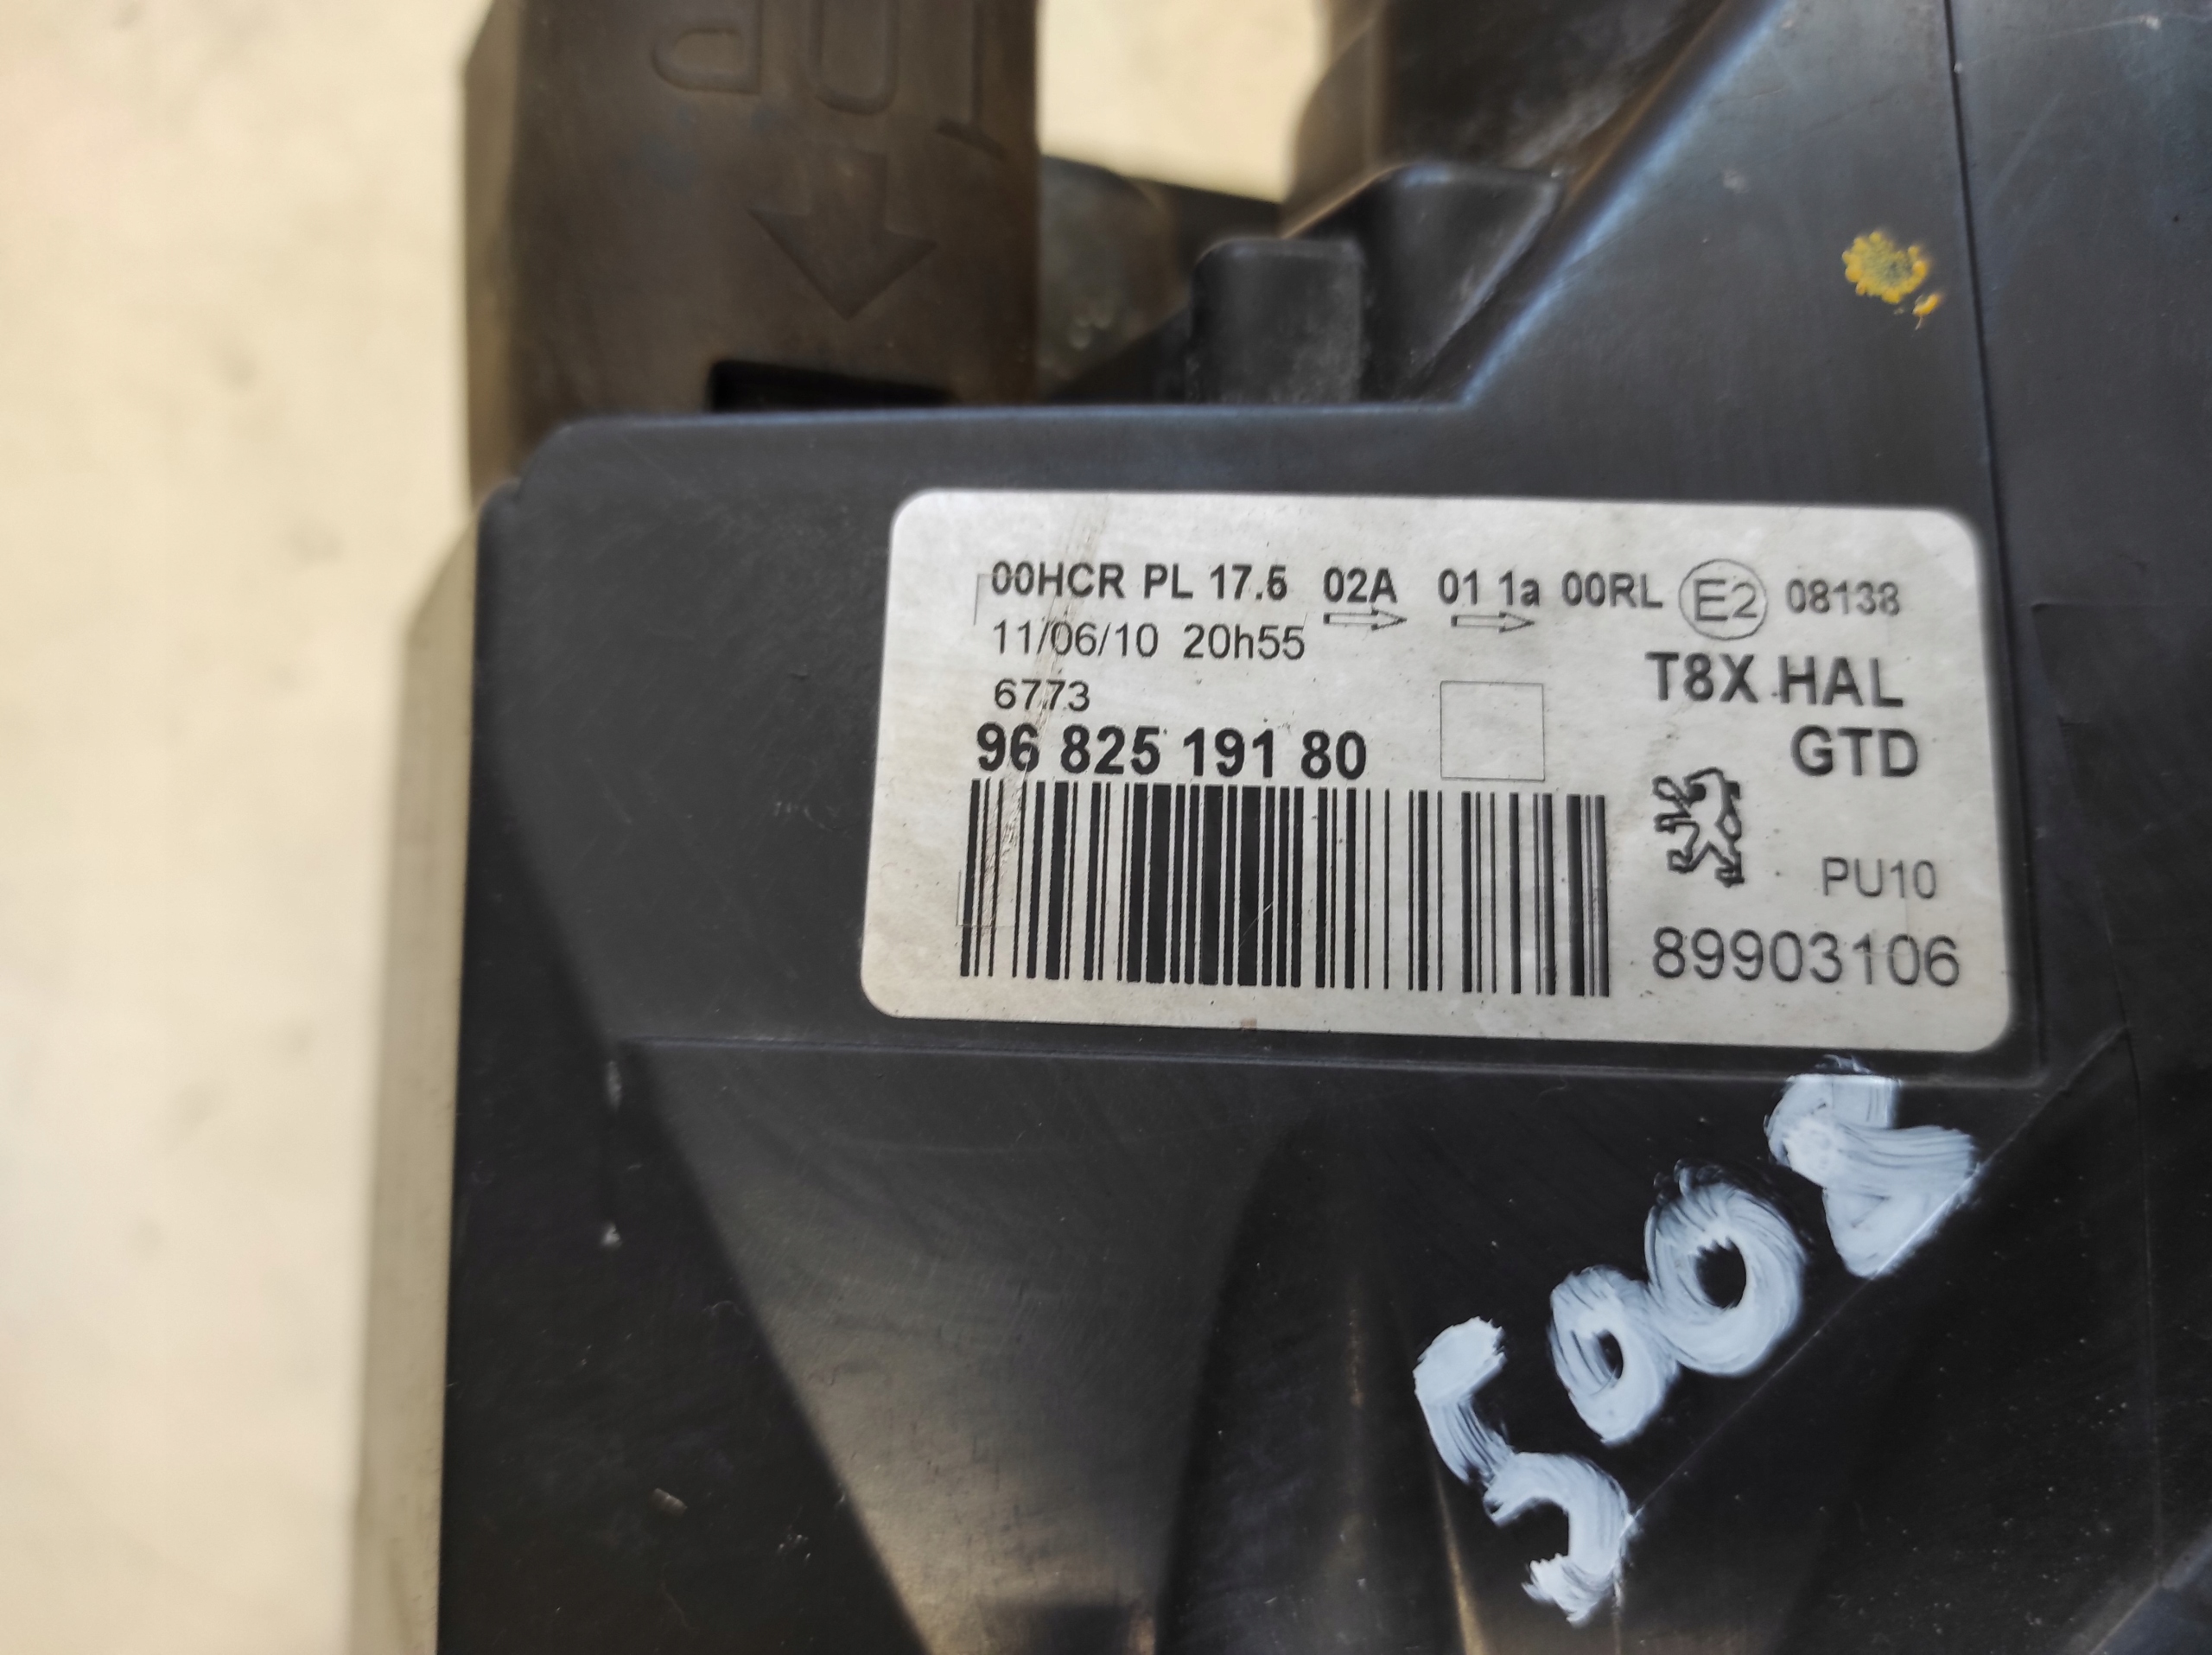 TOP
00HCR PL 17.5 02A 01 1a 00RL E2 08138
11/06/10 20h55
T8X HAL
6773
96 825 191 80
GTD
PU10
89903106
5008